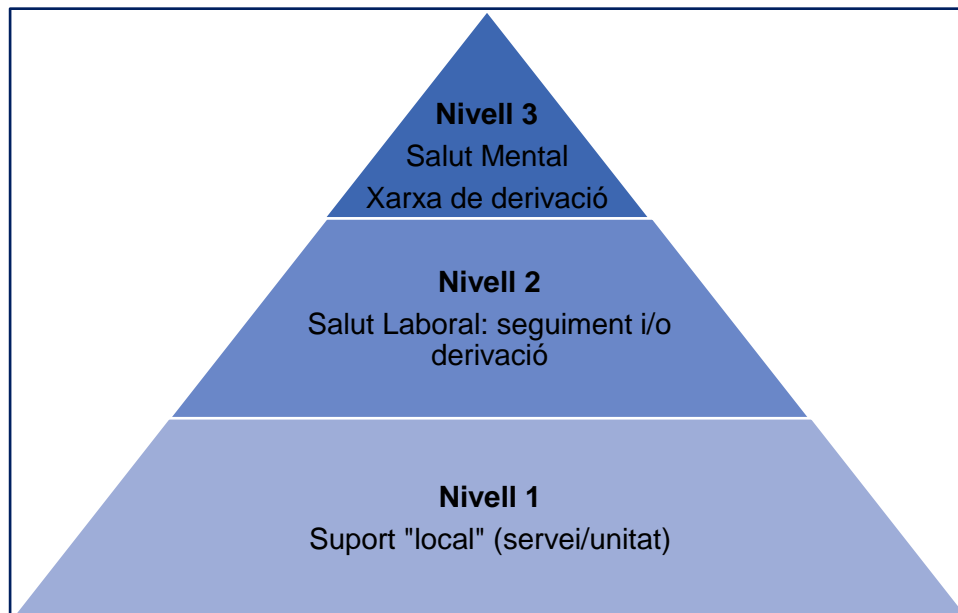 Nivell 3
Salut Mental
Xarxa de derivació
Nivell 2
Salut Laboral: seguiment i/o
derivació
Nivell 1
Suport "local" (servei/unitat)